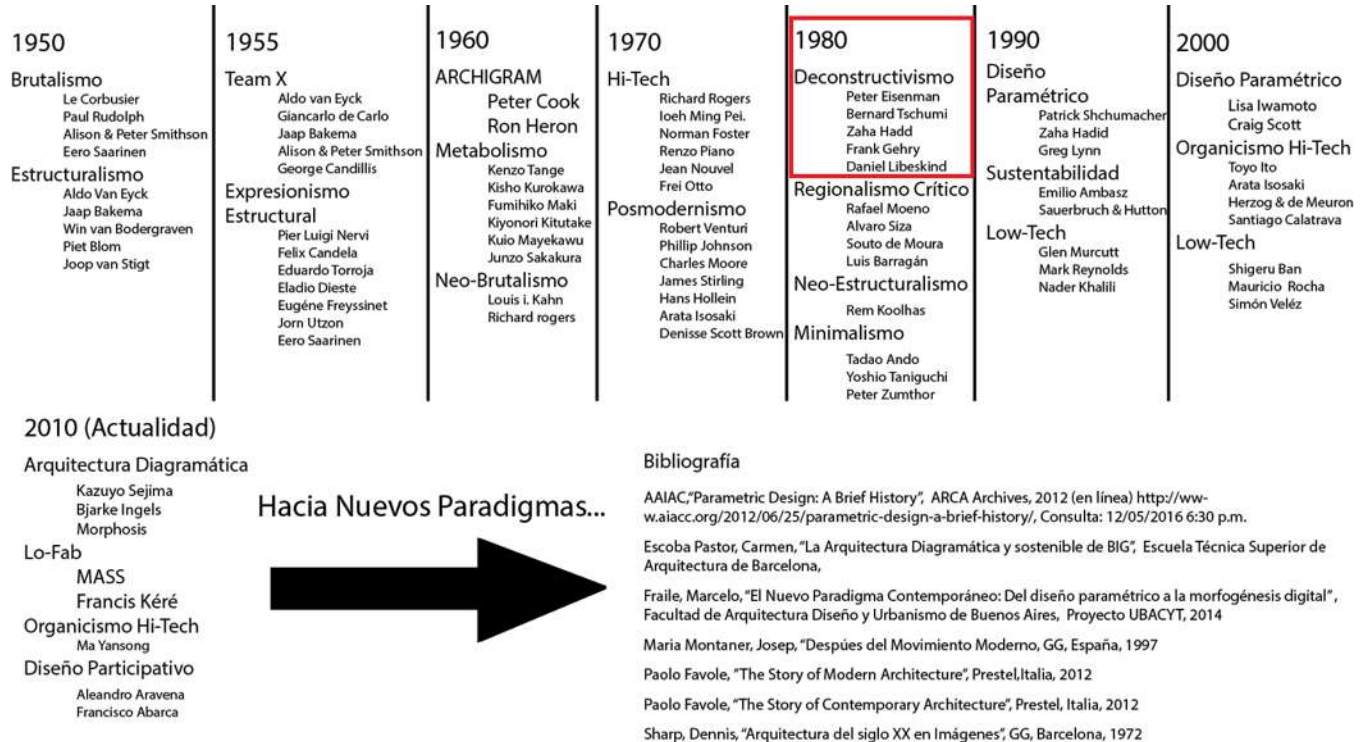 1950
Brutalismo
Le Corbusier
Paul Rudolph
Alison & Peter Smithson
Eero Saarinen
Estructuralismo
Aldo Van Eyck
Jaap Bakema
Win van Bodergraven
Piet Blom
Joop van Stigt
1955
Team X
Aldo van Eyck
Giancarlo de Carlo
Jaap Bakema
Alison & Peter Smithson
George Candillis
Expresionismo
Estructural
Pier Luigi Nervi
Felix Candela
Eduardo Torroja
Eladio Dieste
Eugéne Freyssinet
Jorn Utzon
Eero Saarinen
1960
ARCHIGRAM
Peter Cook
Ron Heron
Metabolismo
Kenzo Tange
Kisho Kurokawa
Fumihiko Maki
Kiyonori Kitutake
Kuio Mayekawu
Junzo Sakakura
Neo-Brutalismo
Louis i. Kahn
Richard rogers
1970
Hi-Tech
Richard Rogers
Ioeh Ming Pei.
Norman Foster
Renzo Piano
Jean Nouvel
Frei Otto
Posmodernismo
Robert Venturi
Phillip Johnson
Charles Moore
James Stirling
Hans Hollein
Arata Isosaki
Denisse Scott Brown
1980
Deconstructivismo
Peter Eisenman
Bernard Tschumi
Zaha Hadd
Frank Gehry
Daniel Libeskind
Regionalismo Crítico
Rafael Moeno
Alvaro Siza
Souto de Moura
Luis Barragán
Neo-Estructuralismo
Rem Koolhas
Minimalismo
Tadao Ando
Yoshio Taniguchi
Peter Zumthor
1990
Diseño
Paramétrico
Patrick Shchumacher
Zaha Hadid
Greg Lynn
Sustentabilidad
Emilio Ambasz
Sauerbruch & Hutton
Low-Tech
Glen Murcutt
Mark Reynolds
Nader Khalili
2000
Diseño Paramétrico
Lisa Iwamoto
Craig Scott
Organicismo Hi-Tech
Toyo Ito
Arata Isosaki
Herzog & de Meuron
Santiago Calatrava
Low-Tech
Shigeru Ban
Mauricio Rocha
Simón Veléz
2010 (Actualidad)
Arquitectura Diagramática
Kazuyo Sejima
Bjarke Ingels
Morphosis
Lo-Fab
MASS
Francis Kéré
Organicismo Hi-Tech
Ma Yansong
Diseño Participativo
Aleandro Aravena
Francisco Abarca
Hacia Nuevos Paradigmas...
Bibliografía
AAIAC,"Parametric Design: A Brief History", ARCA Archives, 2012 (en línea) http://ww-
w.aiacc.org/2012/06/25/parametric-design-a-brief-history/, Consulta: 12/05/2016 6:30 p.m.
Escoba Pastor, Carmen, "La Arquitectura Diagramática y sostenible de BIG", Escuela Técnica Superior de
Arquitectura de Barcelona,
Fraile, Marcelo, "El Nuevo Paradigma Contemporáneo: Del diseño paramétrico a la morfogénesis digital",
Facultad de Arquitectura Diseño y Urbanismo de Buenos Aires, Proyecto UBACYT, 2014
Maria Montaner, Josep, "Despúes del Movimiento Moderno, GG, España, 1997
Paolo Favole, "The Story of Modern Architecture", Prestel,Italia, 2012
Paolo Favole, "The Story of Contemporary Architecture", Prestel, Italia, 2012
Sharp, Dennis, "Arquitectura del siglo XX en Imágenes", GG, Barcelona, 1972